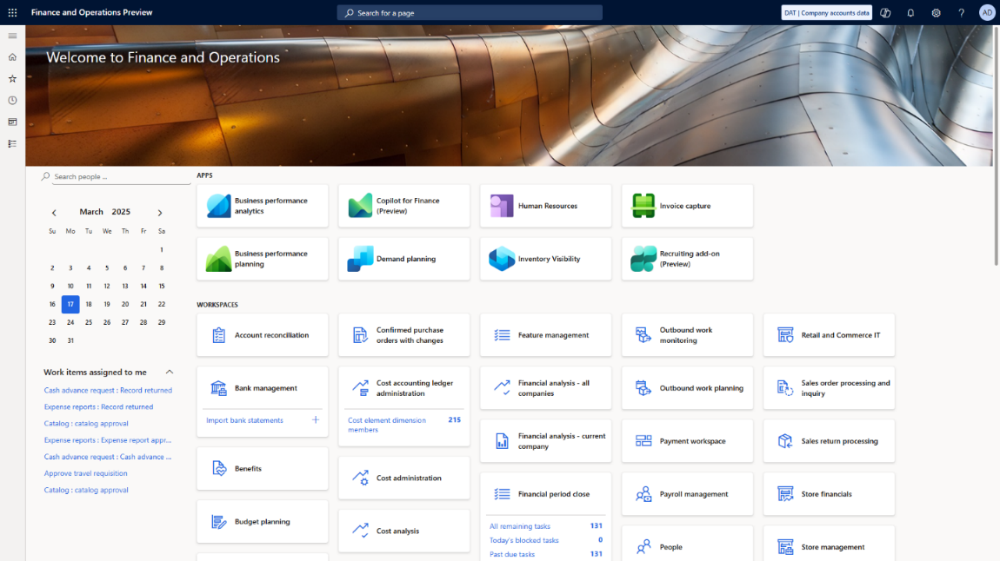 Finance and Operations Preview
Search for a page
DAT | Company accounts data
AD
Welcome to Finance and Operations
Search people ...
March 2025
Su Mo Tu We Th Fr Sa
1
2 3 4 5 6 7 8
9 10 11 12 13 14 15
16 17 18 19 20 21 22
23 24 25 26 27 28 29
30 31
Work items assigned to me
Cash advance request : Record returned
Expense reports : Record returned
Catalog : catalog approval
Expense reports : Expense report appr...
Cash advance request : Cash advance ...
Approve travel requisition
Catalog : catalog approval
APPS
Business performance
analytics
Copilot for Finance
(Preview)
Human Resources
Invoice capture
Business performance
planning
Demand planning
Inventory Visibility
Recruiting add-on
(Preview)
WORKSPACES
Account reconciliation
Bank management
Import bank statements
Benefits
Budget planning
Confirmed purchase
orders with changes
Cost accounting ledger
administration
Cost element dimension
members
215
Cost administration
Cost analysis
Feature management
Financial analysis - all
companies
Financial analysis - current
company
Financial period close
All remaining tasks 131
Today's blocked tasks 0
Past due tasks 131
Outbound work
monitoring
Outbound work planning
Payment workspace
Payroll management
People
Retail and Commerce IT
Sales order processing and
inquiry
Sales return processing
Store financials
Store management